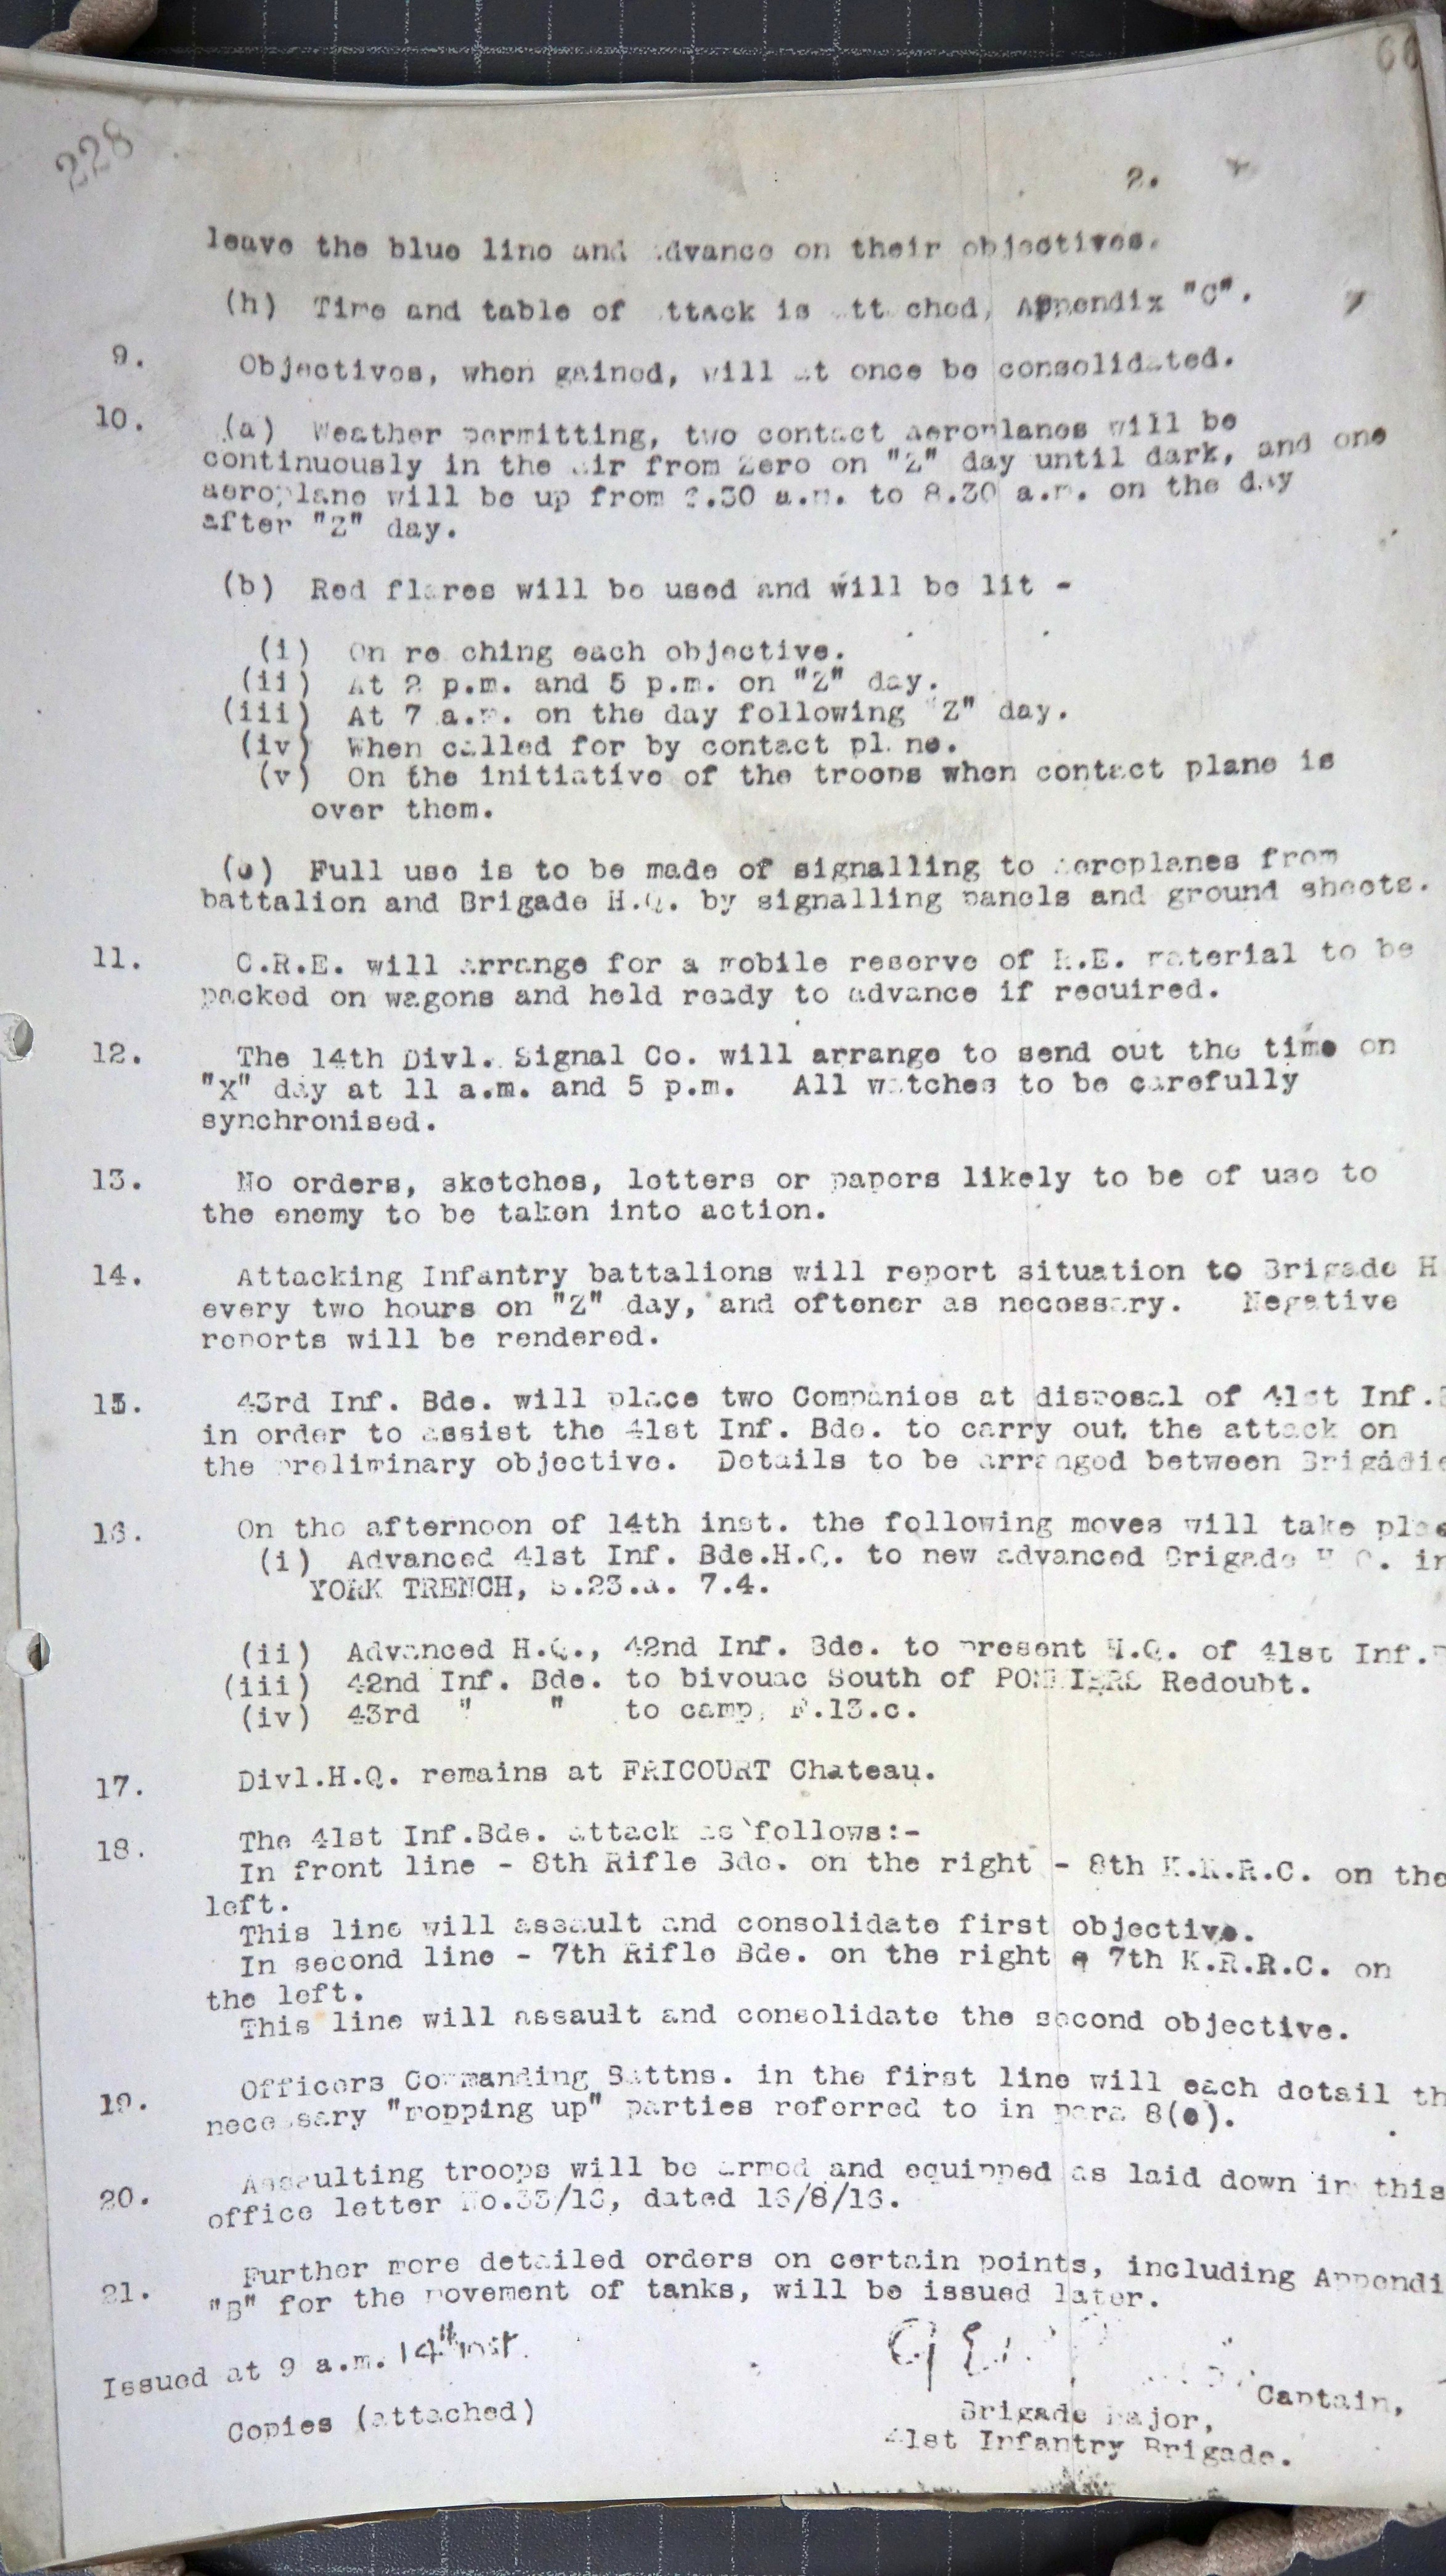 228
66
2.
leave the blue line and advance on their objectives.
(h) Time and table of attack is attached, Appendix "C".
9. Objectives, when gained, will at once be consolidated.
10. (a) Weather permitting, two contact aeroplanes will be
continuously in the air from Zero on "Z" day until dark, and one
aeroplane will be up from 6.30 a.m. to 8.30 a.m. on the day
after "Z" day.
(b) Red flares will be used and will be lit -
(i) On reaching each objective.
(ii) At 2 p.m. and 5 p.m. on "Z" day.
(iii) At 7 a.m. on the day following "Z" day.
(iv) When called for by contact plane.
(v) On the initiative of the troops when contact plane is
over them.
(c) Full use is to be made of signalling to aeroplanes from
battalion and Brigade H.Q. by signalling panels and ground sheets.
11. C.R.E. will arrange for a mobile reserve of R.E. material to be
packed on wagons and held ready to advance if required.
12. The 14th Divl. Signal Co. will arrange to send out the time on
"X" day at 11 a.m. and 5 p.m. All watches to be carefully
synchronised.
13. No orders, sketches, letters or papers likely to be of use to
the enemy to be taken into action.
14. Attacking Infantry battalions will report situation to Brigade H
every two hours on "Z" day, and oftener as necessary. Negative
reports will be rendered.
15. 43rd Inf. Bde. will place two Companies at disposal of 41st Inf.B
in order to assist the 41st Inf. Bde. to carry out the attack on
the preliminary objective. Details to be arranged between Brigadie
16. On the afternoon of 14th inst. the following moves will take place
(i) Advanced 41st Inf. Bde.H.Q. to new advanced Brigade H.Q. in
YORK TRENCH, S.23.a. 7.4.
(ii) Advanced H.Q., 42nd Inf. Bde. to present H.Q. of 41st Inf.B
(iii) 42nd Inf. Bde. to bivouac South of POMMIERS Redoubt.
(iv) 43rd " " to camp, F.13.c.
17. Divl.H.Q. remains at FRICOURT Chateau.
18. The 41st Inf.Bde. attack as follows:-
In front line - 8th Rifle Bde. on the right - 8th K.R.R.C. on the
left.
This line will assault and consolidate first objective.
In second line - 7th Rifle Bde. on the right - 7th K.R.R.C. on
the left.
This line will assault and consolidate the second objective.
19. Officers Commanding Battns. in the first line will each detail th
necessary "mopping up" parties referred to in para 8(e).
20. Assaulting troops will be armed and equipped as laid down in this
office letter No.33/16, dated 16/8/16.
21. Further more detailed orders on certain points, including Appendi
"B" for the movement of tanks, will be issued later.
Issued at 9 a.m. 14th inst.
Captain,
Copies (attached)
Brigade Major,
41st Infantry Brigade.